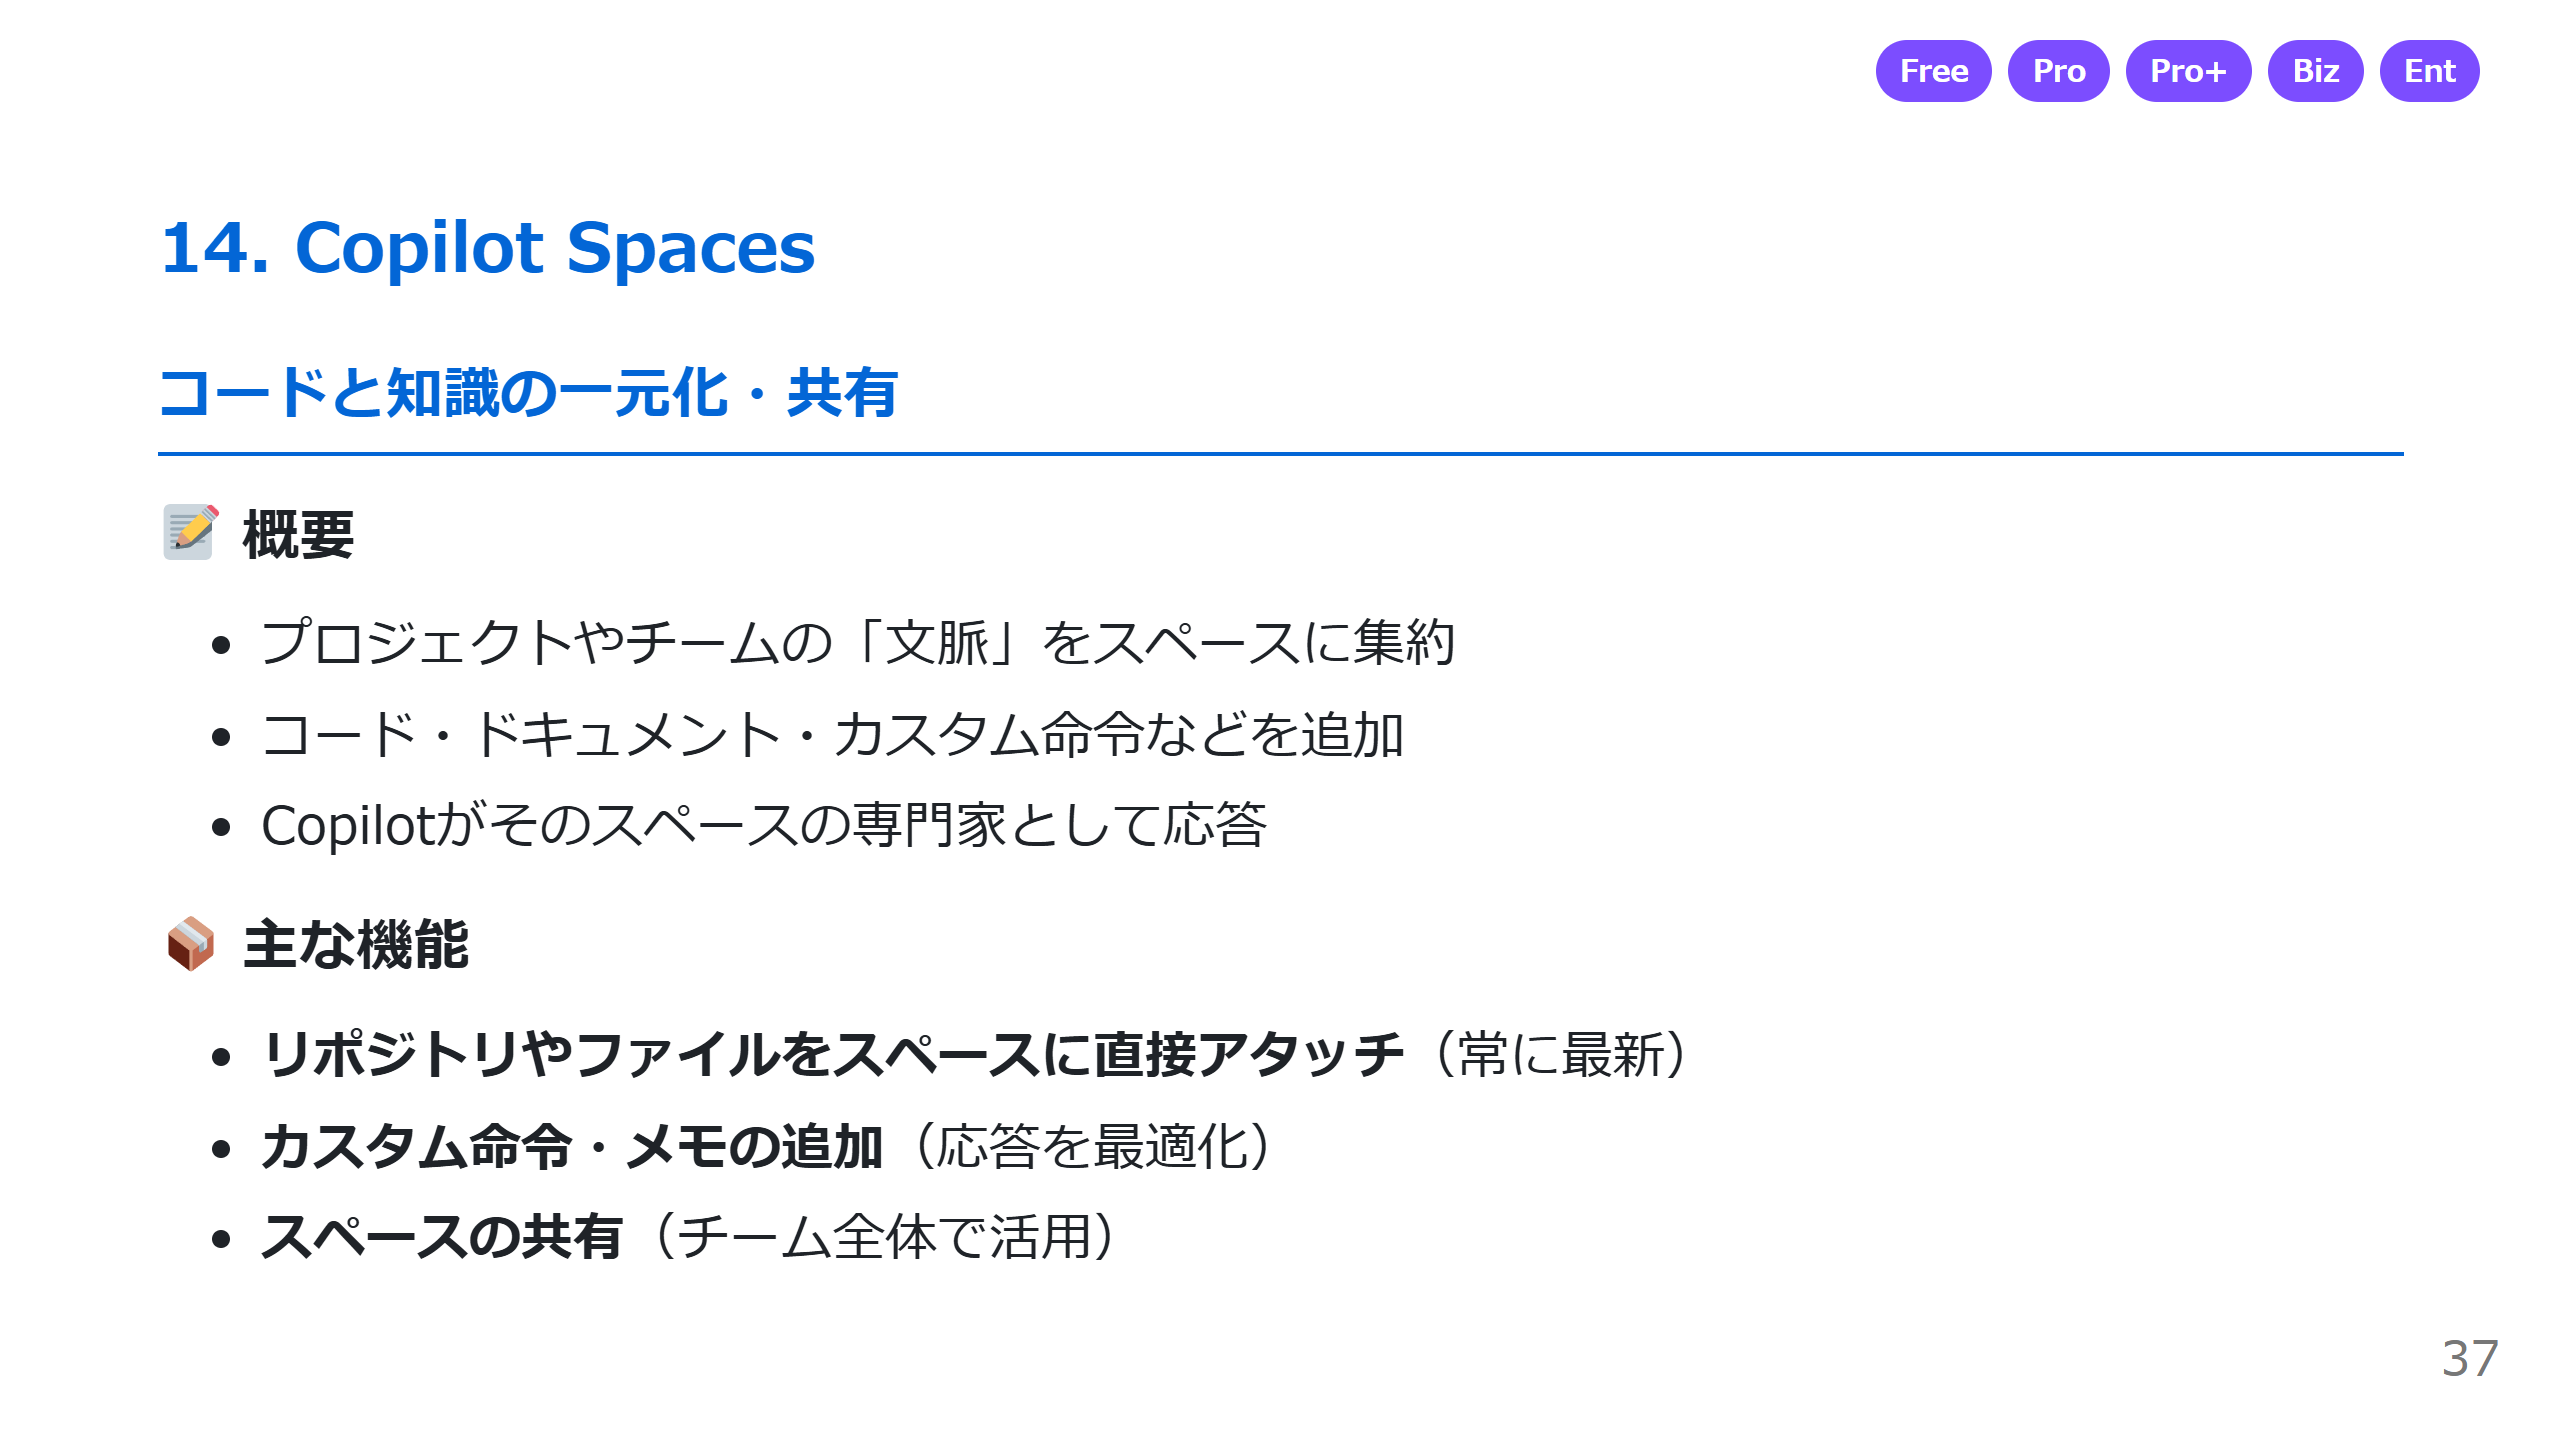 Free Pro Pro+ Biz Ent
14. Copilot Spaces
コードと知識の一元化・共有
📝 概要
• プロジェクトやチームの「文脈」をスペースに集約
• コード・ドキュメント・カスタム命令などを追加
• Copilotがそのスペースの専門家として応答
📦 主な機能
• リポジトリやファイルをスペースに直接アタッチ（常に最新）
• カスタム命令・メモの追加（応答を最適化）
• スペースの共有（チーム全体で活用）
37